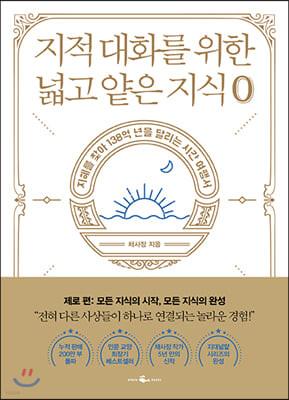 지적 대화를 위한
넓고 얕은 지식 0
지혜를 찾아 138억 년을 달리는 시간 여행서
채사장 지음
제로 편: 모든 지식의 시작, 모든 지식의 완성
“전혀 다른 사상들이 하나로 연결되는 놀라운 경험!”
누적 판매
200만 부
돌파
인문 교양
최장기
베스트셀러
채사장 작가
5년 만의
신작
지대넓얕
시리즈의
완성
WHALE BOOKS